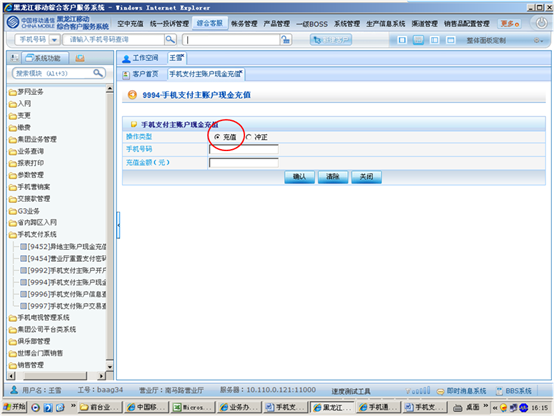 黑龙江移动综合客户服务系统 - Windows Internet Explorer
中国移动通信 CHINA MOBILE 黑龙江移动 综合客户服务系统 空中充值 统一投诉管理 综合客服 帐务管理 产品管理 一级BOSS 系统管理 生产信息系统 渠道管理 销售品配置管理 更多
手机号码 请输入手机号码查询 整体面板定制
系统功能
搜索模块 (Alt+3)
梦网业务
入网
变更
缴费
集团业务管理
业务查询
报表打印
参数管理
手机营销案
交接款管理
G3业务
省内跨区入网
手机支付系统
[9452]异地主账户现金充值
[9454]营业厅重置支付密码
[9992]手机支付主账户开户
[9994]手机支付主账户现金
[9996]手机支付账户信息查
[9997]手机支付账户交易查
手机电视管理系统
集团公司平台类系统
俱乐部管理
世博会门票销售
销售管理
工作空间 王雪
客户首页 手机支付主账户现金充值
9994-手机支付主账户现金充值
手机支付主账户现金充值
操作类型 充值 冲正
手机号码
充值金额(元)
确认 清除 关闭
用户名：王雪 工号：baag34 营业厅：南马路营业厅 服务器：10.110.0.121:11000 速度测试工具 即时消息系统 BBS系统
开始 前台业... 中国移... Micros... 业务办... 手机支... 黑龙江... 手机通... 手机支... 16:15